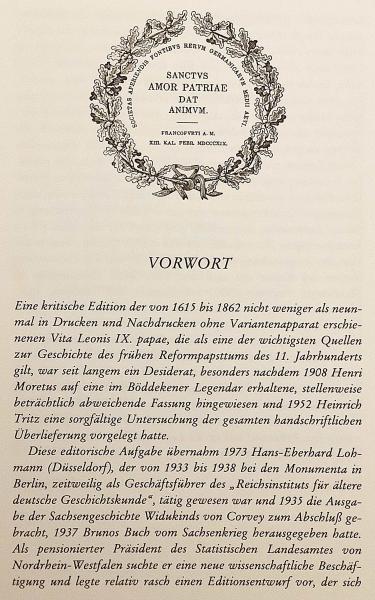 SOCIETAS APERIENDIS FONTIBVS RERVM GERMANICARVM MEDII AEVI.
SANCTVS
AMOR PATRIAE
DAT
ANIMVM.
FRANCOFVRTI A. M.
XIII. KAL. FEBR. MDCCCXIX.
VORWORT
Eine kritische Edition der von 1615 bis 1862 nicht weniger als neun-
mal in Drucken und Nachdrucken ohne Variantenapparat erschie-
nenen Vita Leonis IX. papae, die als eine der wichtigsten Quellen
zur Geschichte des frühen Reformpapsttums des 11. Jahrhunderts
gilt, war seit langem ein Desiderat, besonders nachdem 1908 Henri
Moretus auf eine im Böddekener Legendar erhaltene, stellenweise
beträchtlich abweichende Fassung hingewiesen und 1952 Heinrich
Tritz eine sorgfältige Untersuchung der gesamten handschriftlichen
Überlieferung vorgelegt hatte.
Diese editorische Aufgabe übernahm 1973 Hans-Eberhard Loh-
mann (Düsseldorf), der von 1933 bis 1938 bei den Monumenta in
Berlin, zeitweilig als Geschäftsführer des „Reichsinstituts für ältere
deutsche Geschichtskunde“, tätig gewesen war und 1935 die Ausga-
be der Sachsengeschichte Widukinds von Corvey zum Abschluß ge-
bracht, 1937 Brunos Buch vom Sachsenkrieg herausgegeben hatte.
Als pensionierter Präsident des Statistischen Landesamtes von
Nordrhein-Westfalen suchte er eine neue wissenschaftliche Beschäf-
tigung und legte relativ rasch einen Editionsentwurf vor, der sich